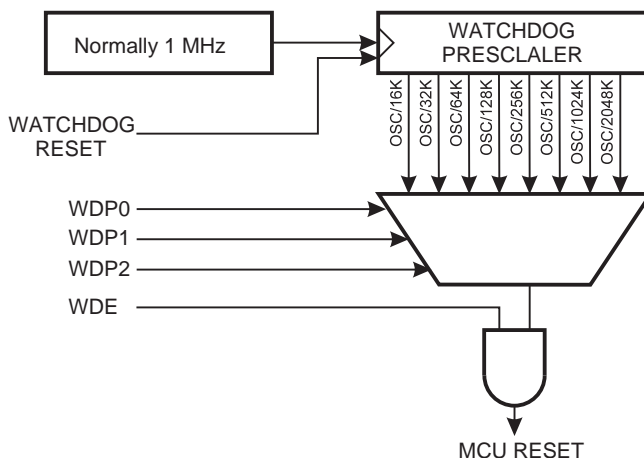 Normally 1 MHz
WATCHDOG
PRESCLALER
WATCHDOG
RESET
OSC/16K
OSC/32K
OSC/64K
OSC/128K
OSC/256K
OSC/512K
OSC/1024K
OSC/2048K
WDP0
WDP1
WDP2
WDE
MCU RESET